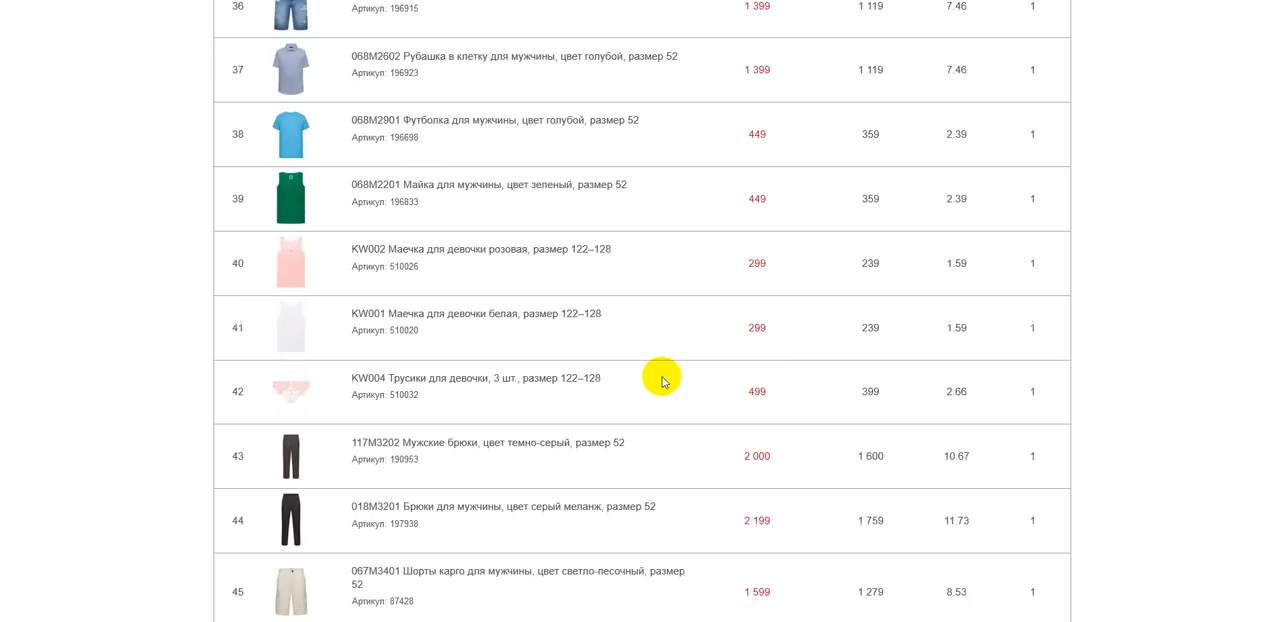 36 Артикул: 196915 1 399 1 119 7.46 1
068M2602 Рубашка в клетку для мужчины, цвет голубой, размер 52
37 Артикул: 196923 1 399 1 119 7.46 1
068M2901 Футболка для мужчины, цвет голубой, размер 52
38 Артикул: 196698 449 359 2.39 1
068M2201 Майка для мужчины, цвет зеленый, размер 52
39 Артикул: 196833 449 359 2.39 1
KW002 Маечка для девочки розовая, размер 122–128
40 Артикул: 510026 299 239 1.59 1
KW001 Маечка для девочки белая, размер 122–128
41 Артикул: 510020 299 239 1.59 1
KW004 Трусики для девочки, 3 шт., размер 122–128
42 Артикул: 510032 499 399 2.66 1
117M3202 Мужские брюки, цвет темно-серый, размер 52
43 Артикул: 190953 2 000 1 600 10.67 1
018M3201 Брюки для мужчины, цвет серый меланж, размер 52
44 Артикул: 197938 2 199 1 759 11.73 1
067M3401 Шорты карго для мужчины, цвет светло-песочный, размер
52
45 Артикул: 87428 1 599 1 279 8.53 1